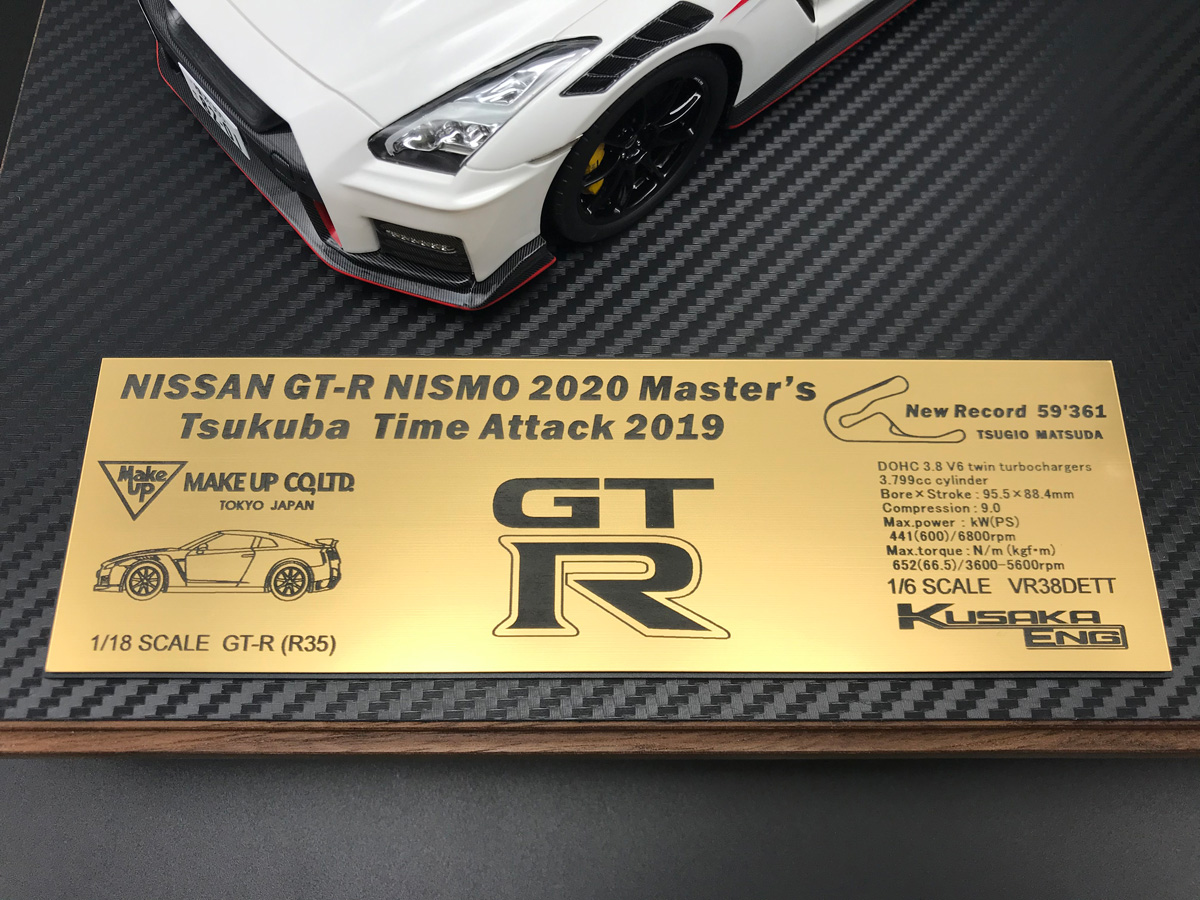 NISSAN GT-R NISMO 2020 Master's
Tsukuba Time Attack 2019
New Record 59'361
TSUGIO MATSUDA
Make UP
MAKE UP CO.,LTD.
TOKYO JAPAN
1/18 SCALE GT-R (R35)
GT
R
DOHC 3.8 V6 twin turbochargers
3.799cc cylinder
Bore×Stroke : 95.5×88.4mm
Compression : 9.0
Max.power : kW(PS)
441(600)/6800rpm
Max.torque : N/m (kgf・m)
652(66.5)/3600-5600rpm
1/6 SCALE VR38DETT
KUSAKA
ENG